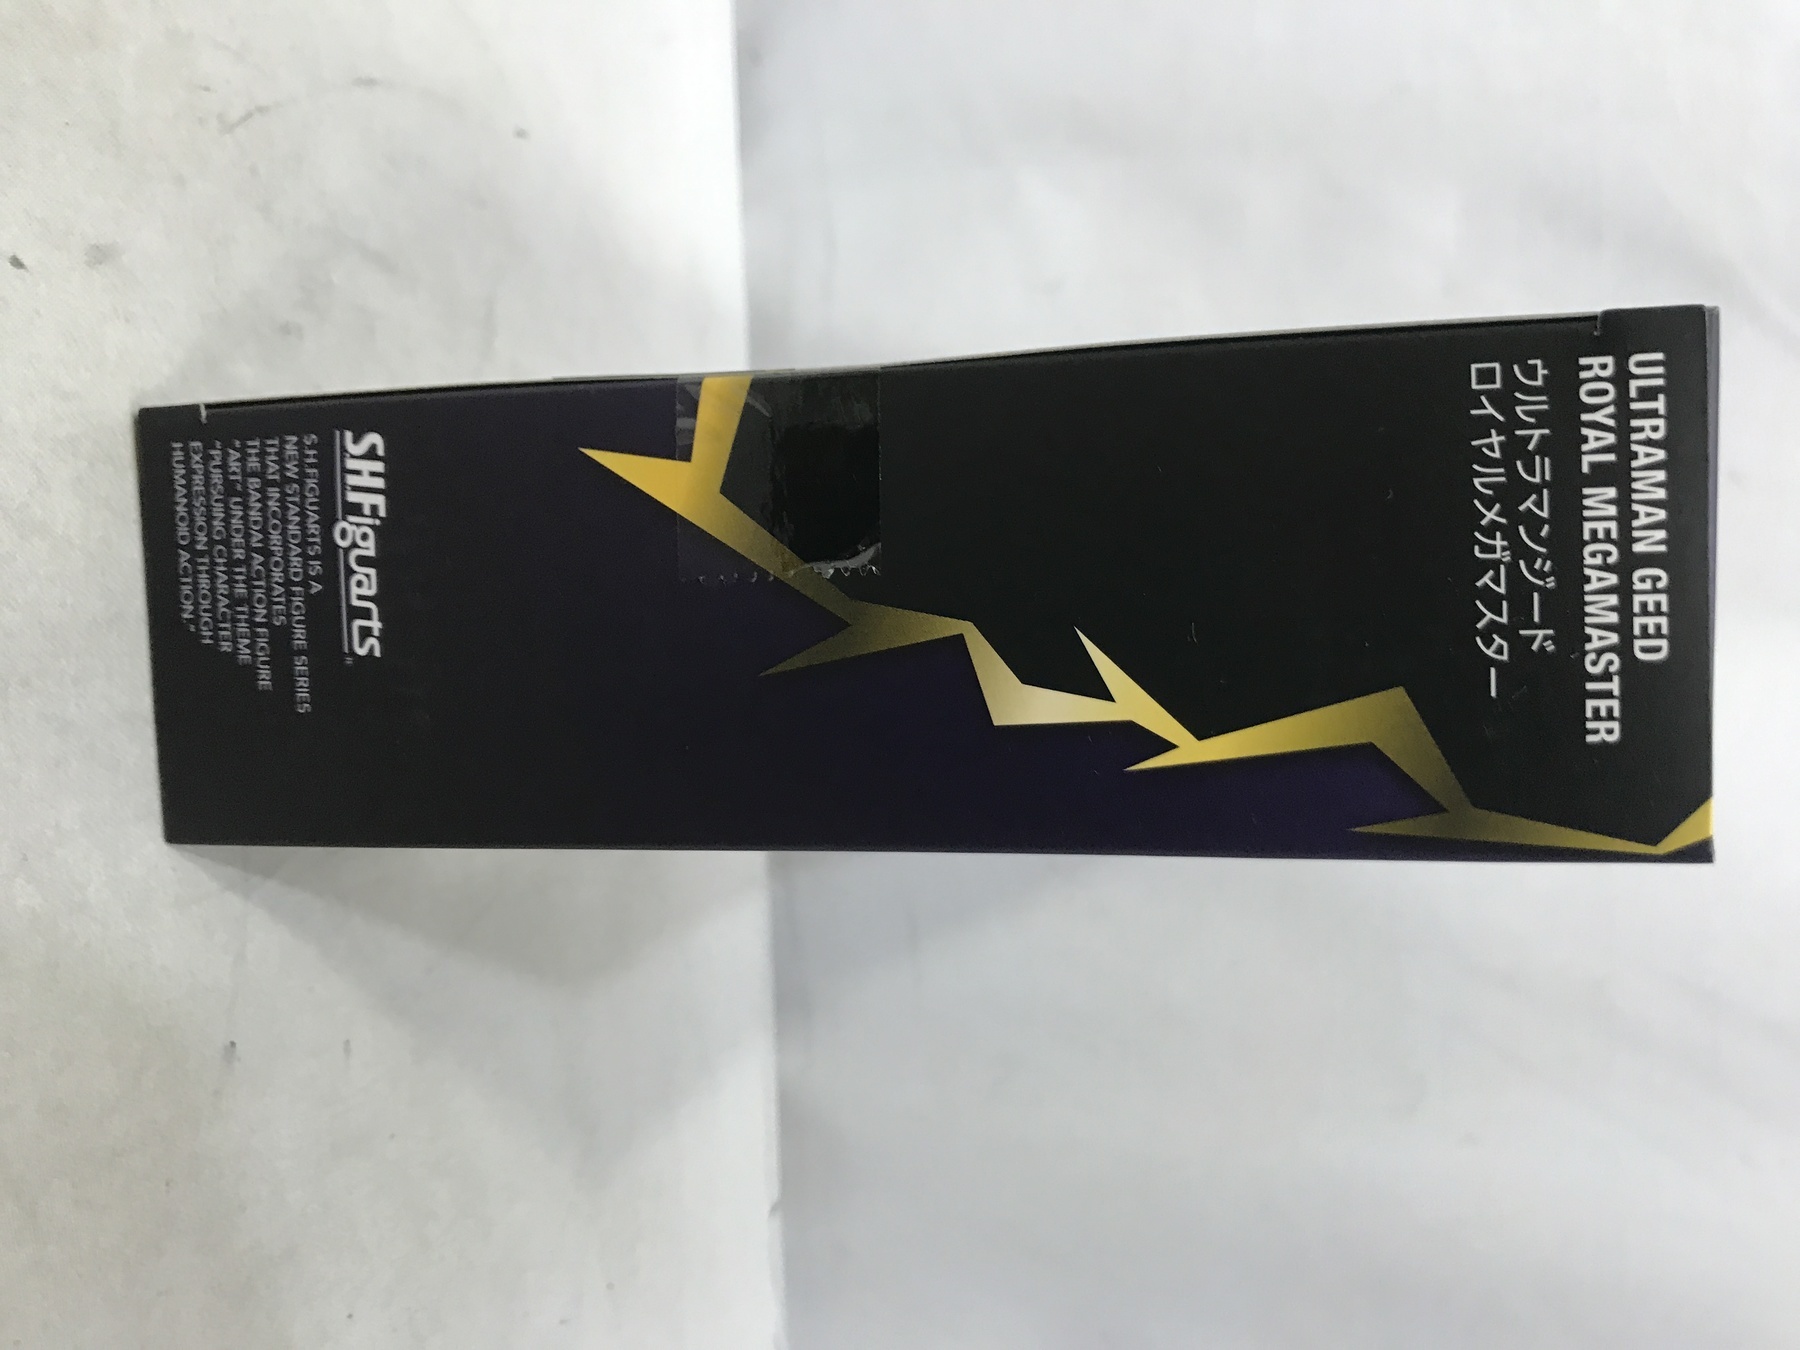 ULTRAMAN GEED
ROYAL MEGAMASTER
ウルトラマンジード
ロイヤルメガマスター
S.H.Figuarts
S.H.FIGUARTS IS A
NEW STANDARD FIGURE SERIES
THAT INCORPORATES
THE BANDAI ACTION FIGURE
"ART" UNDER THE THEME
"PURSUING CHARACTER
EXPRESSION THROUGH
HUMANOID ACTION."